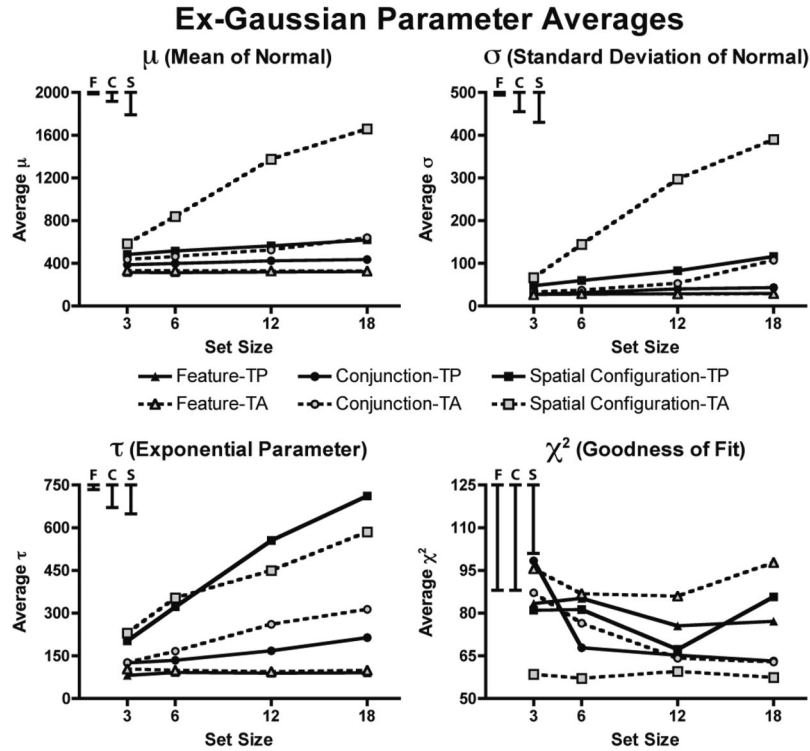 Ex-Gaussian Parameter Averages
μ (Mean of Normal)
F C S
2000
1600
1200
800
400
0
Average μ
3 6 12 18
Set Size
σ (Standard Deviation of Normal)
F C S
500
400
300
200
100
0
Average σ
3 6 12 18
Set Size
Feature-TP Conjunction-TP Spatial Configuration-TP
Feature-TA Conjunction-TA Spatial Configuration-TA
τ (Exponential Parameter)
F C S
750
600
450
300
150
0
Average τ
3 6 12 18
Set Size
χ² (Goodness of Fit)
F C S
125
110
95
80
65
50
Average χ²
3 6 12 18
Set Size